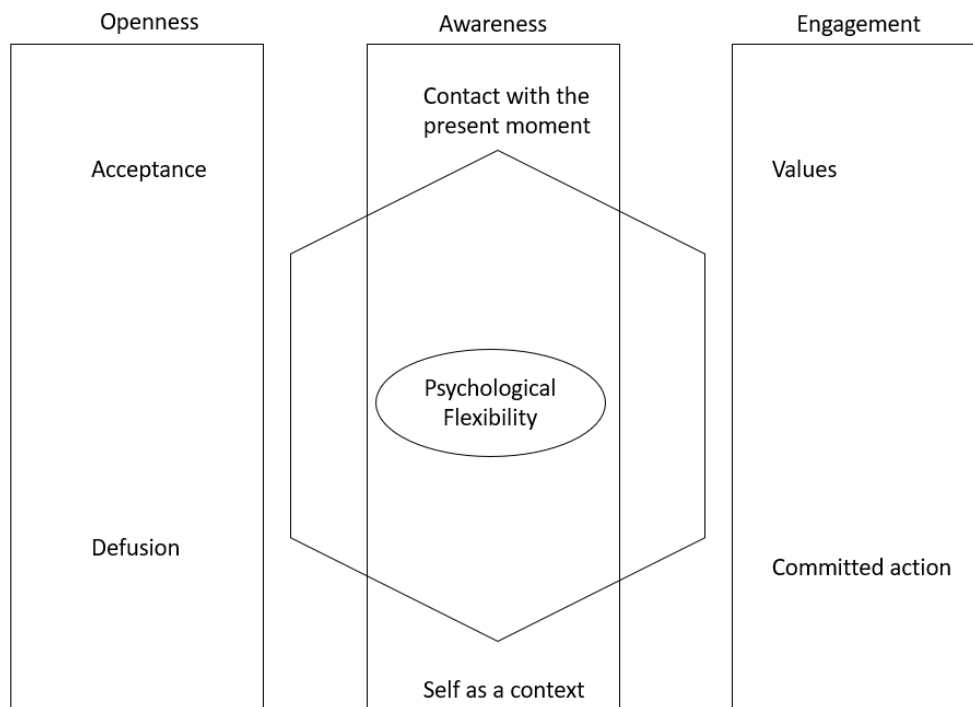 Openness
Awareness
Engagement
Contact with the
present moment
Acceptance
Values
Psychological
Flexibility
Defusion
Committed action
Self as a context